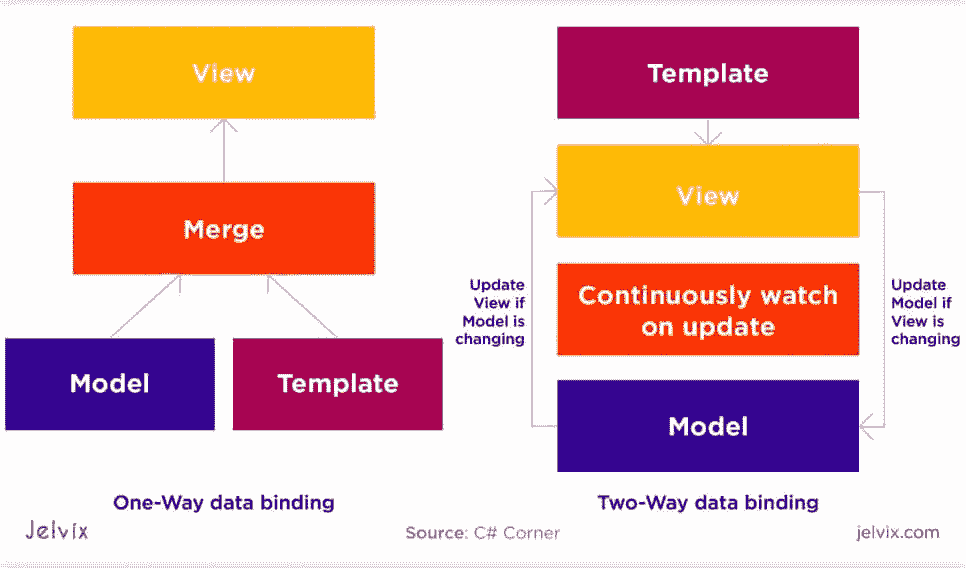 View
Merge
Model
Template
One-Way data binding
Template
View
Continuously watch
on update
Model
Update
View if
Model is
changing
Update
Model if
View is
changing
Two-Way data binding
Jelvix
Source: C# Corner
jelvix.com